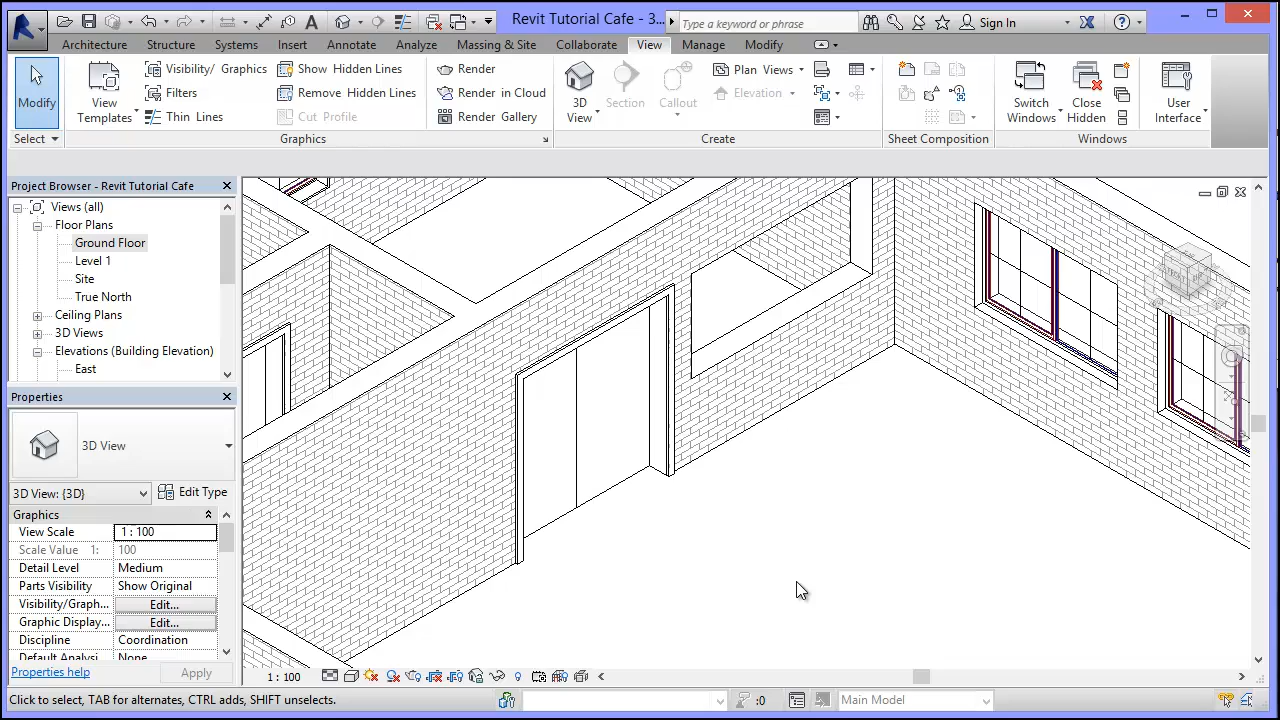 Revit Tutorial Cafe - 3...
Type a keyword or phrase
Sign In
Architecture Structure Systems Insert Annotate Analyze Massing & Site Collaborate View Manage Modify
Modify
View Templates
Visibility/ Graphics
Filters
Thin Lines
Show Hidden Lines
Remove Hidden Lines
Cut Profile
Render
Render in Cloud
Render Gallery
3D View
Section
Callout
Plan Views
Elevation
Switch Windows
Close Hidden
User Interface
Select Graphics Create Sheet Composition Windows
Project Browser - Revit Tutorial Cafe
Views (all)
Floor Plans
Ground Floor
Level 1
Site
True North
Ceiling Plans
3D Views
Elevations (Building Elevation)
East
Properties
3D View
3D View: {3D} Edit Type
Graphics
View Scale 1 : 100
Scale Value 1: 100
Detail Level Medium
Parts Visibility Show Original
Visibility/Graph... Edit...
Graphic Display... Edit...
Discipline Coordination
Default Analysi... None
Properties help Apply
1 : 100
Click to select, TAB for alternates, CTRL adds, SHIFT unselects.
:0
Main Model